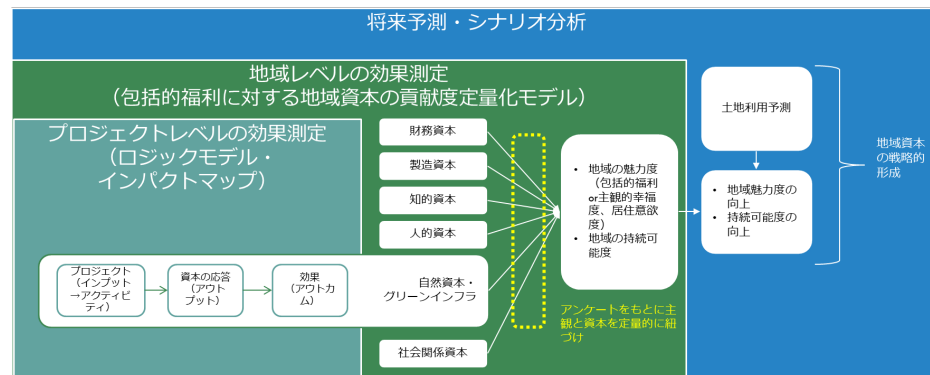 将来予測・シナリオ分析
地域レベルの効果測定
（包括的福利に対する地域資本の貢献度定量化モデル）
プロジェクトレベルの効果測定
（ロジックモデル・
インパクトマップ）
財務資本
製造資本
知的資本
人的資本
自然資本・
グリーンインフラ
社会関係資本
プロジェクト
（インプット
→アクティビ
ティ）
資本の応答
（アウト
プット）
効果
（アウトカ
ム）
• 地域の魅力度
（包括的福利
or主観的幸福
度、居住意欲
度）
• 地域の持続可
能度
アンケートをもとに主
観と資本を定量的に紐
づけ
土地利用予測
• 地域魅力度の
向上
• 持続可能度の
向上
地域資本
の戦略的
形成